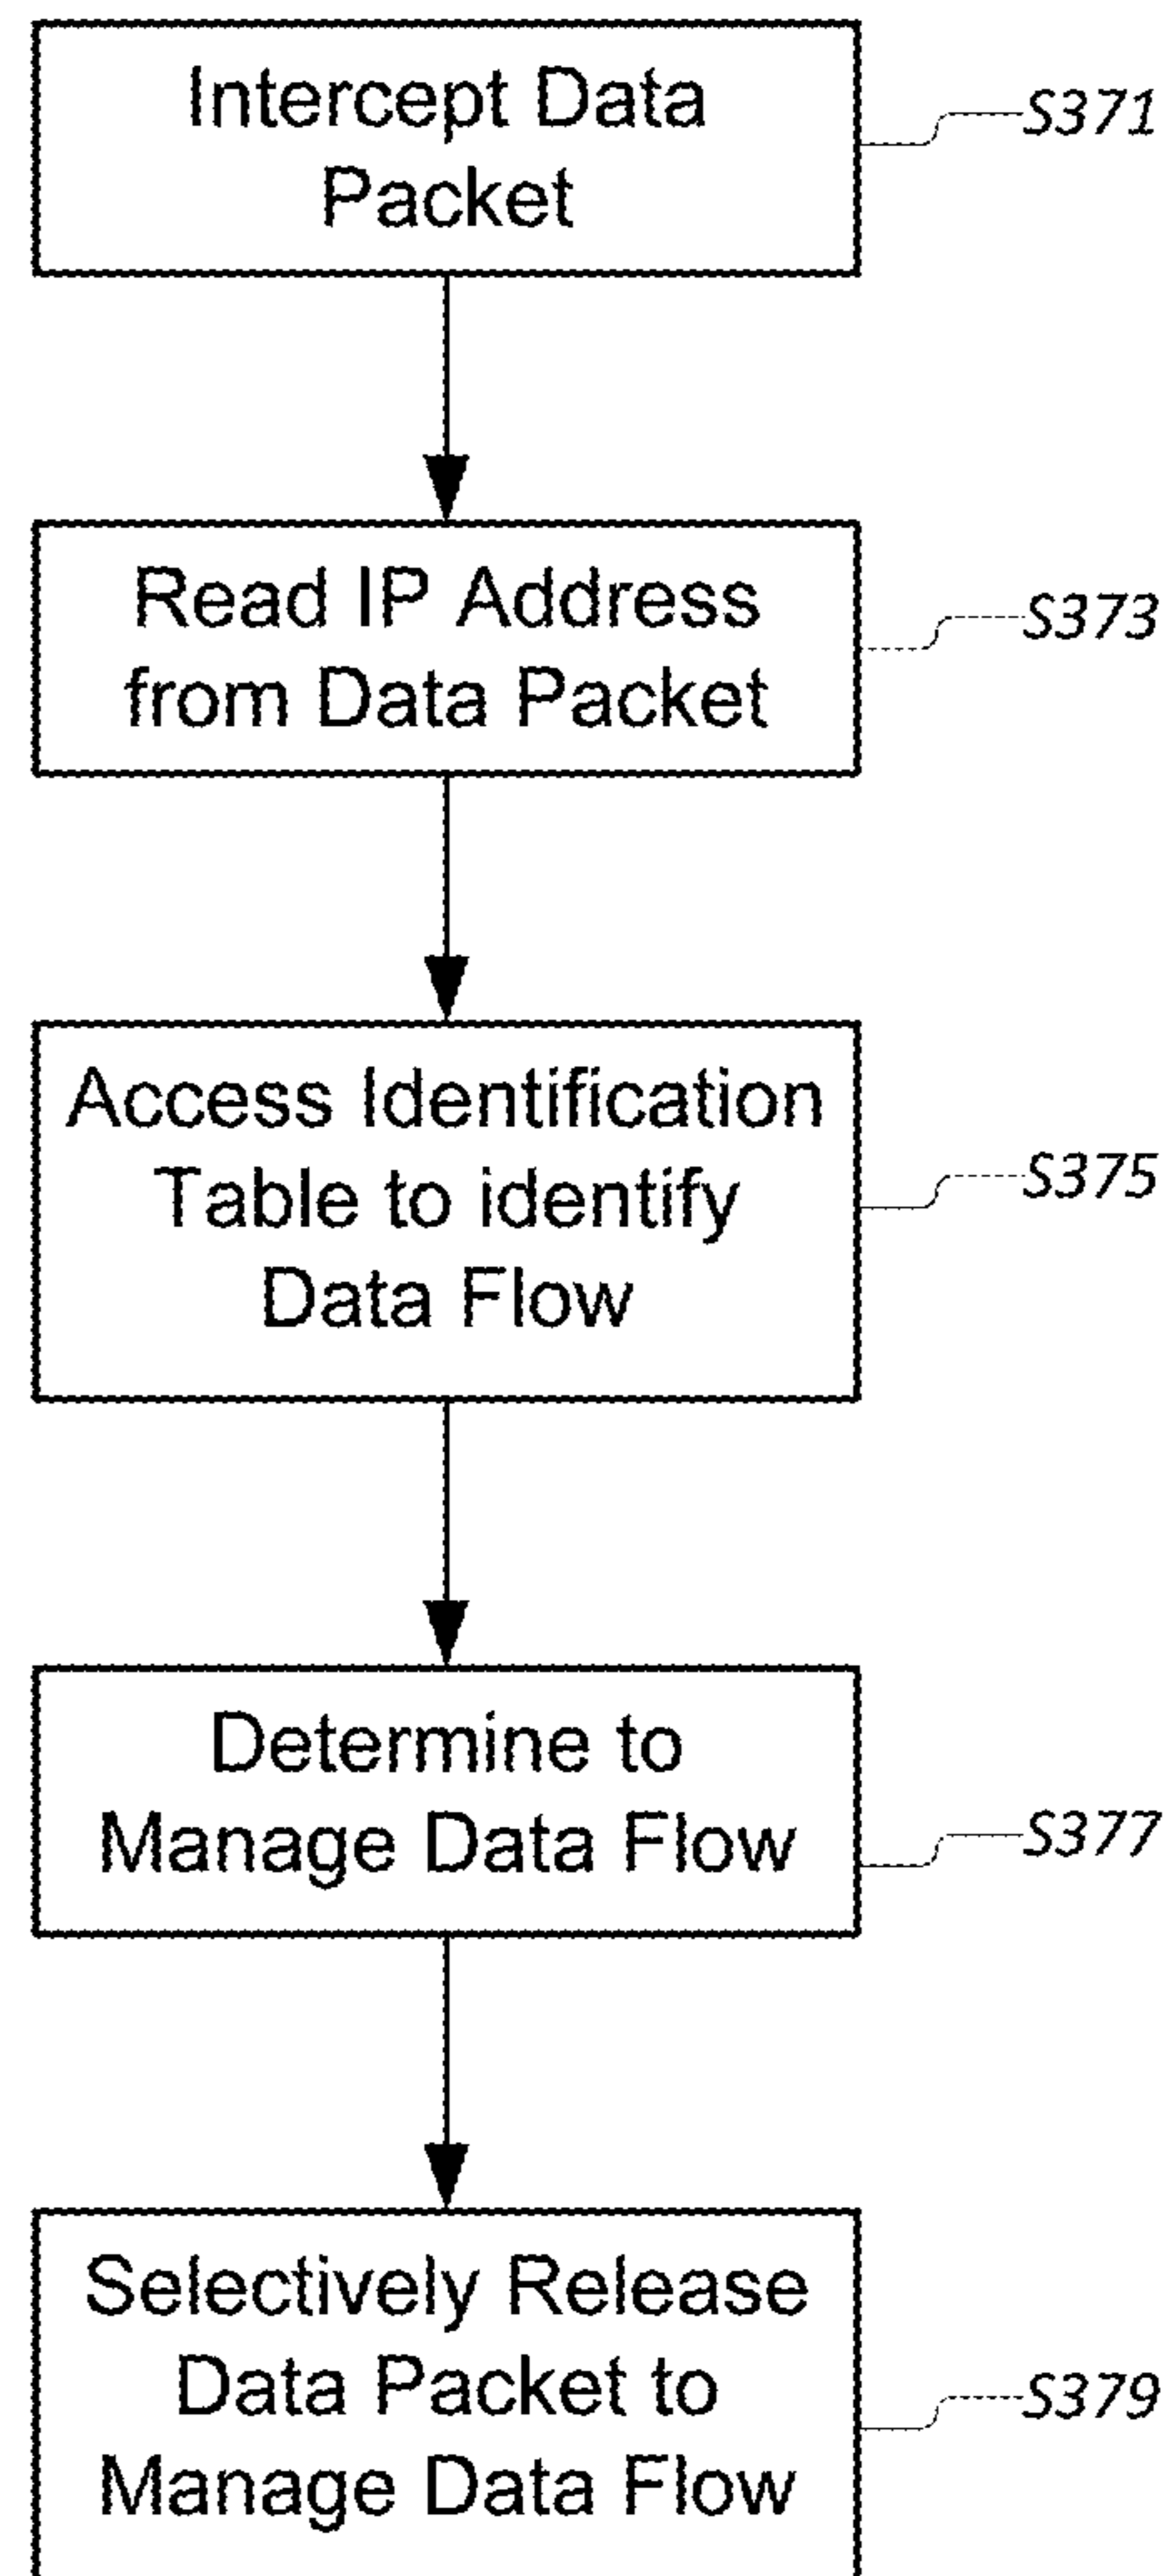 Intercept Data
Packet
S371
Read IP Address
from Data Packet
S373
Access Identification
Table to identify
Data Flow
S375
Determine to
Manage Data Flow
S377
Selectively Release
Data Packet to
Manage Data Flow
S379